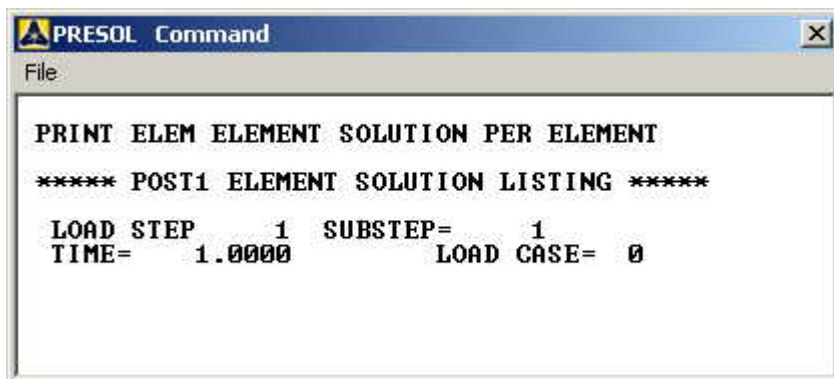 PRESOL Command
File
PRINT ELEM ELEMENT SOLUTION PER ELEMENT
***** POST1 ELEMENT SOLUTION LISTING *****
LOAD STEP 1 SUBSTEP= 1
TIME= 1.0000 LOAD CASE= 0